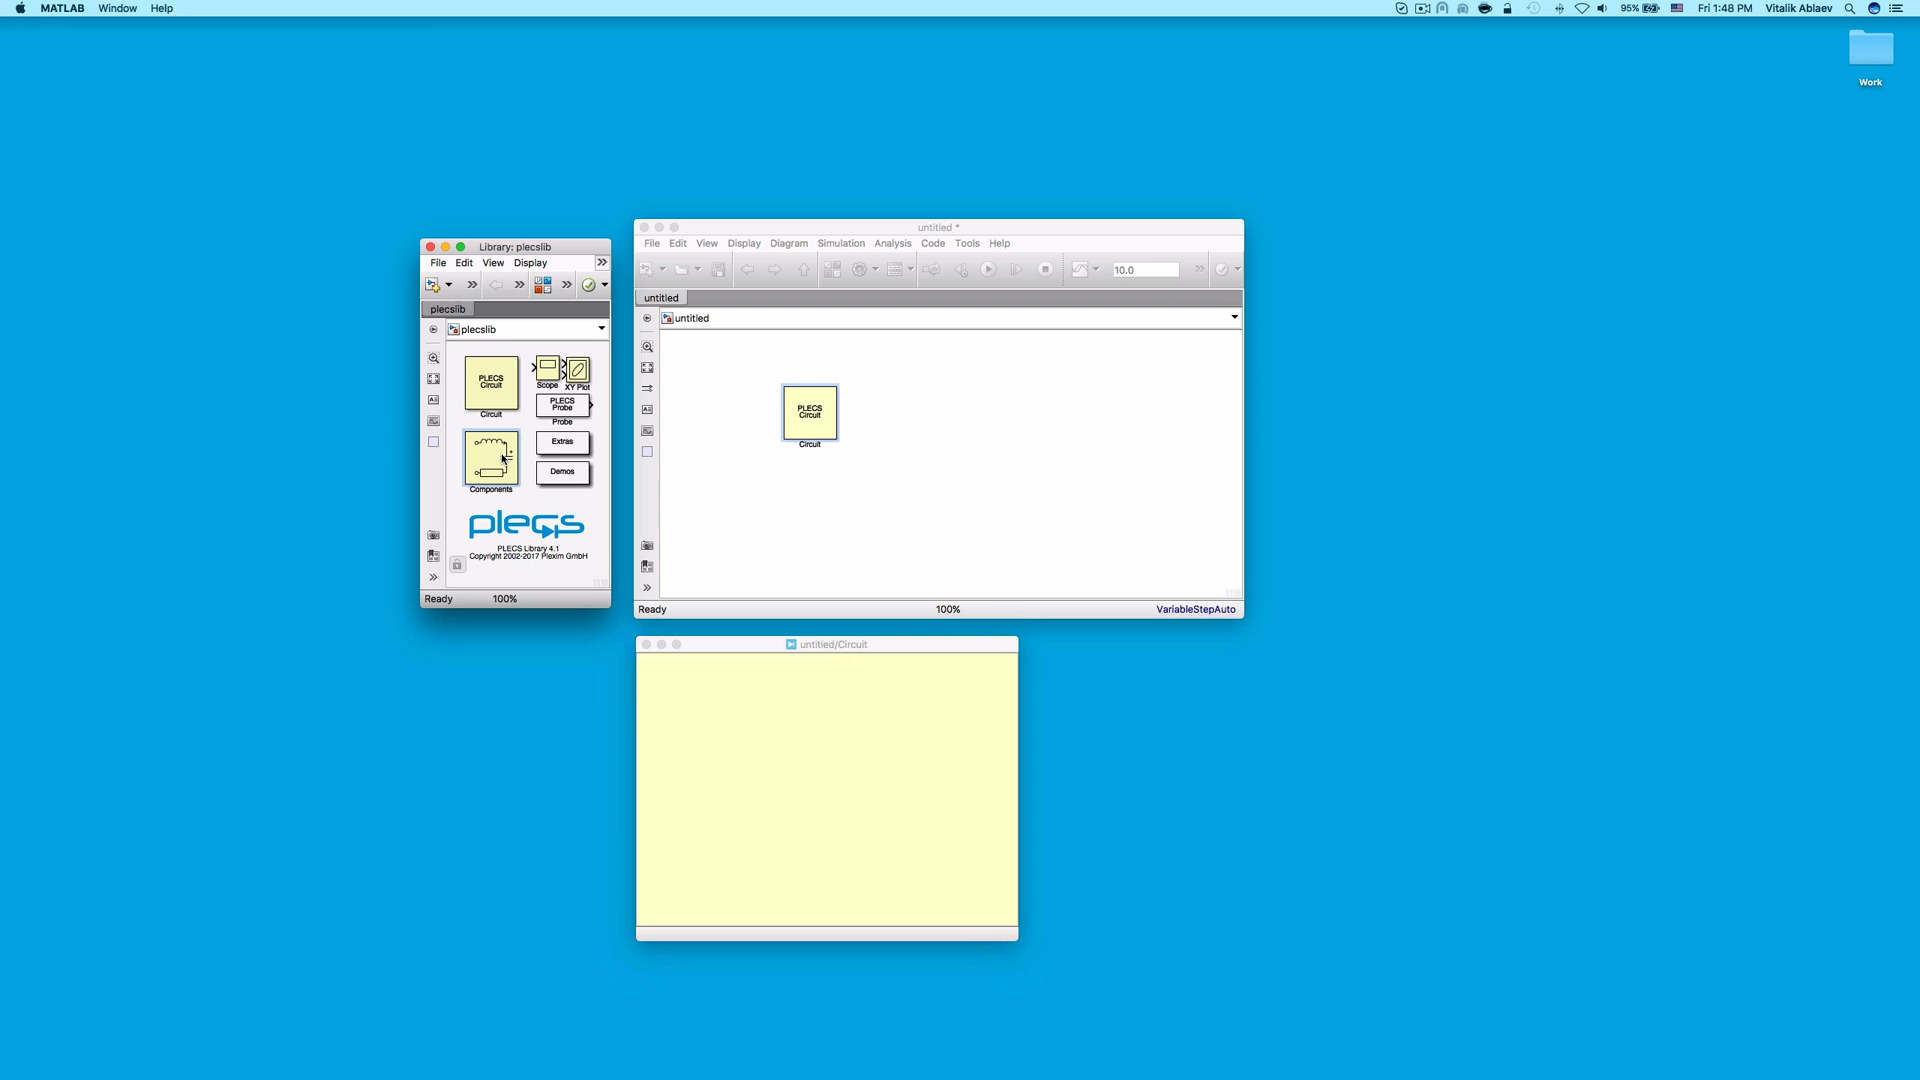 MATLAB Window Help
95% Fri 1:48 PM Vitalik Ablaev
Work
Library: plecslib
File Edit View Display »
plecslib
plecslib
PLECS
Circuit
Circuit
Scope XY Plot
PLECS
Probe
Probe
Components
Extras
Demos
plecs
PLECS Library 4.1
Copyright 2002-2017 Plexim GmbH
Ready 100%
untitled *
File Edit View Display Diagram Simulation Analysis Code Tools Help
10.0
untitled
untitled
PLECS
Circuit
Circuit
Ready 100% VariableStepAuto
untitled/Circuit